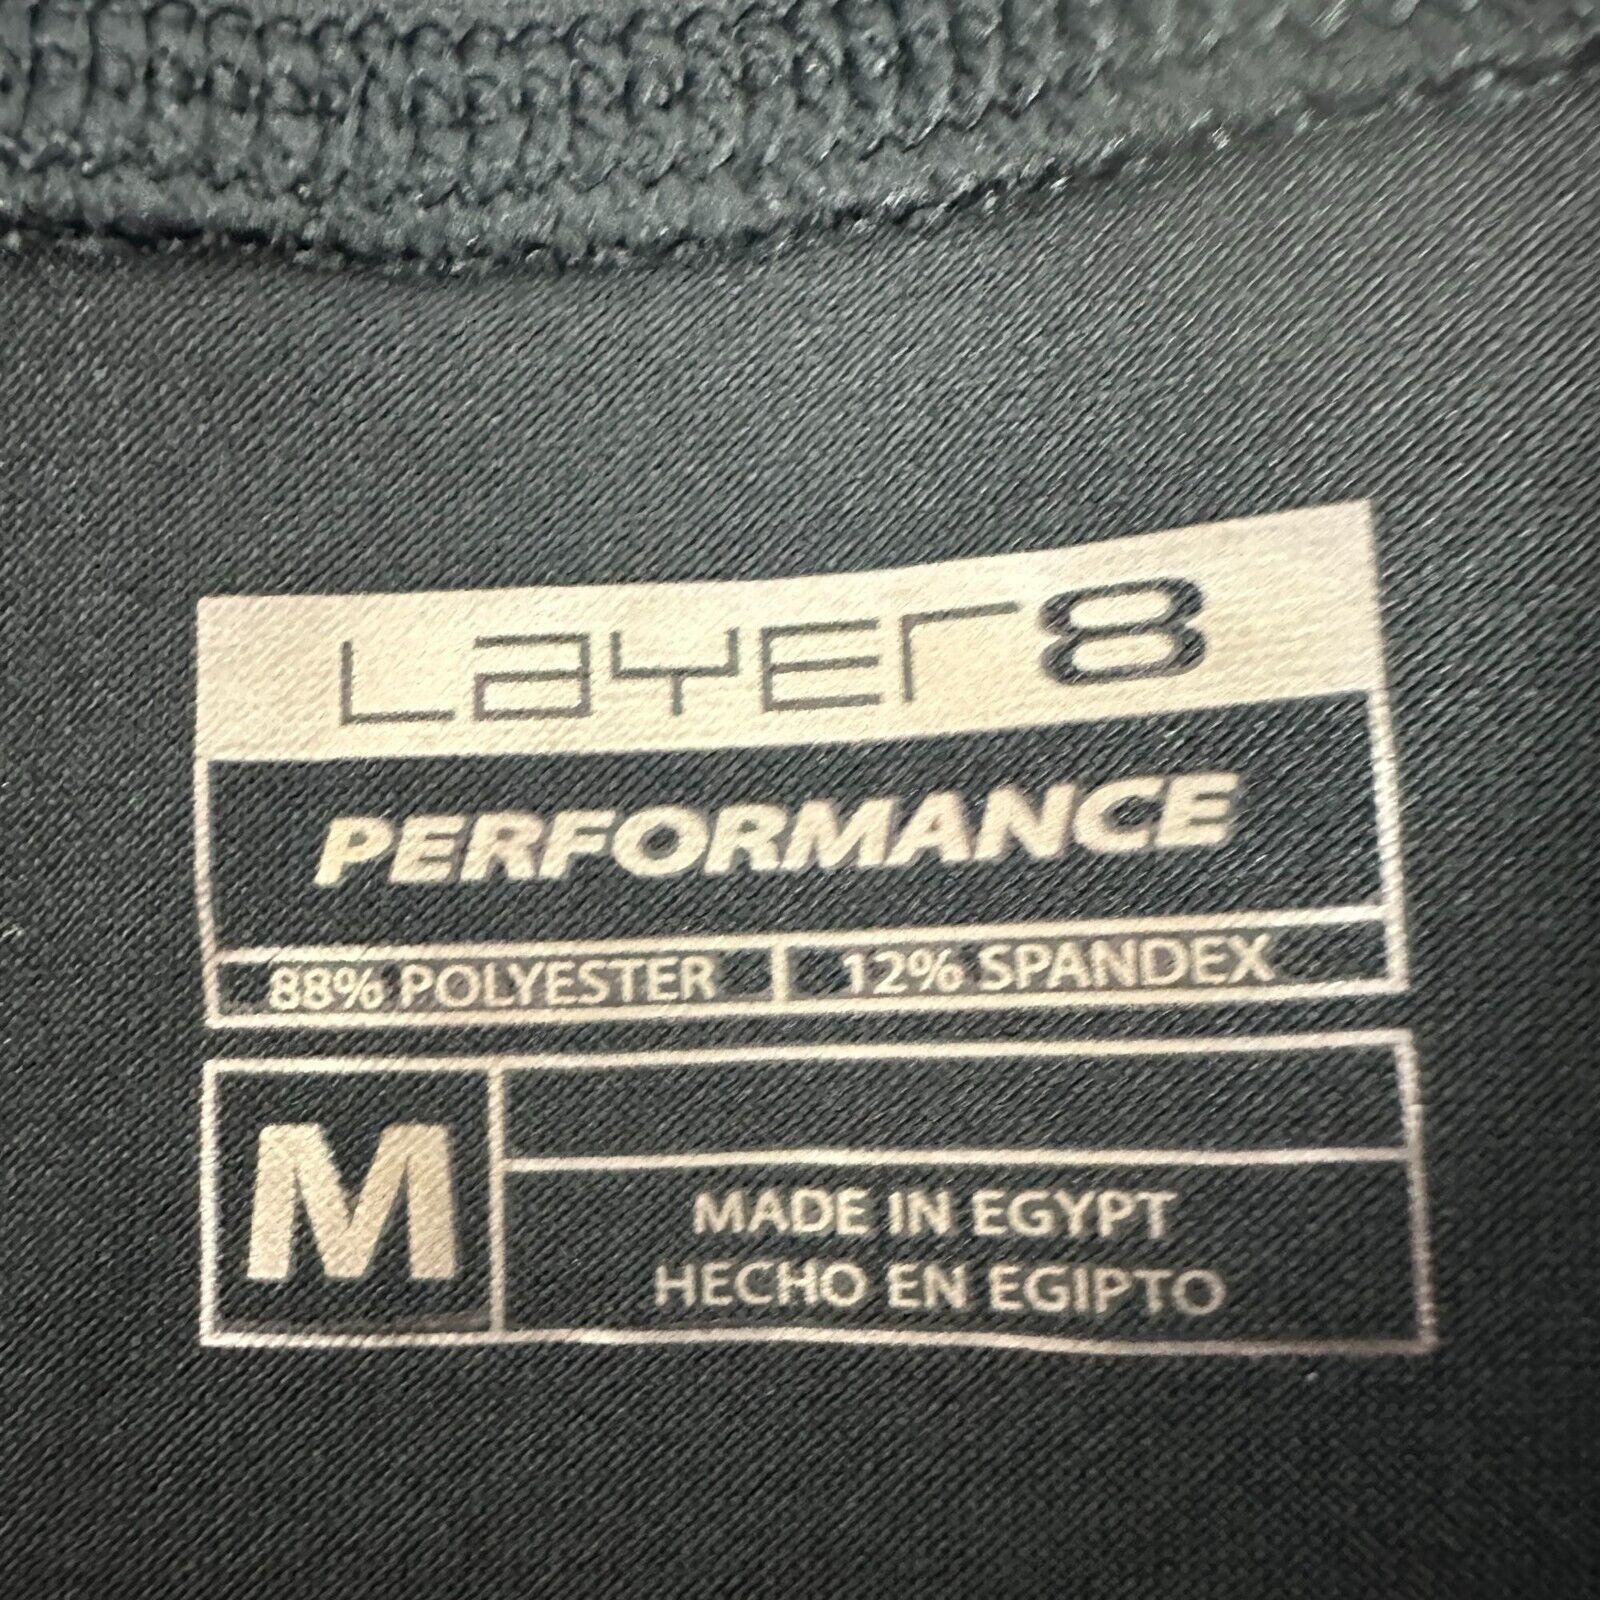 Layer8
PERFORMANCE
88% POLYESTER 12% SPANDEX
M
MADE IN EGYPT
HECHO EN EGIPTO